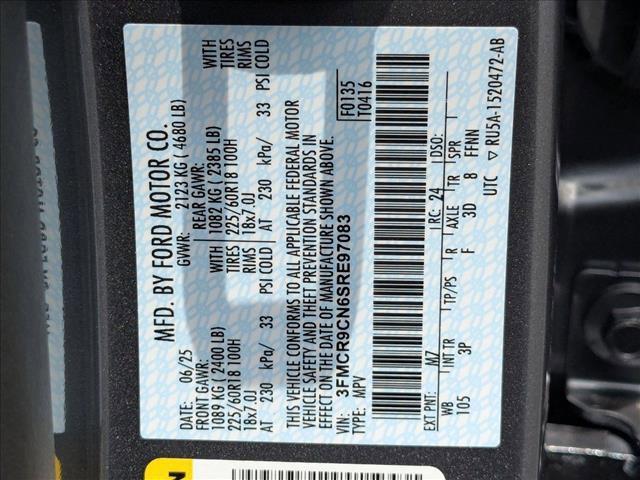 MFD. BY FORD MOTOR CO.
DATE: 06/25 GVWR: 2123 KG ( 4680 LB)
FRONT GAWR: REAR GAWR:
1089 KG ( 2400 LB) WITH 1082 KG ( 2385 LB) WITH
225/60R18 100H TIRES 225/60R18 100H TIRES
18x7.0J RIMS 18x7.0J RIMS
AT 230 kPa/ 33 PSI COLD AT 230 kPa/ 33 PSI COLD
THIS VEHICLE CONFORMS TO ALL APPLICABLE FEDERAL MOTOR
VEHICLE SAFETY AND THEFT PREVENTION STANDARDS IN
EFFECT ON THE DATE OF MANUFACTURE SHOWN ABOVE.
VIN: 3FMCR9CN6SRE97083 F0135
TYPE: MPV T0416
EXT PNT: M7 RC: 24 DSO:
WB INT TR TP/PS R AXLE TR SPR
105 3P F 3D 8 FFNN
UTC ▽ RU5A-1520472-AB